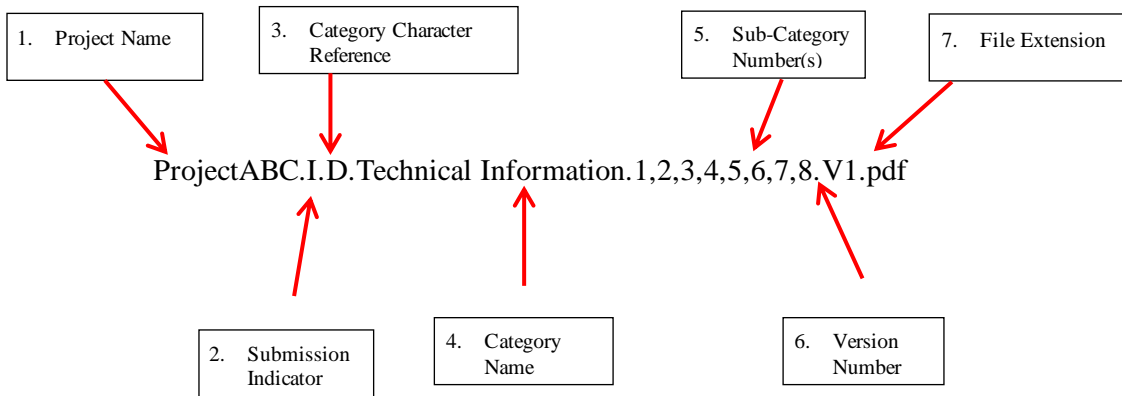 1. Project Name
3. Category Character
Reference
5. Sub-Category
Number(s)
7. File Extension
ProjectABC.I.D.Technical Information.1,2,3,4,5,6,7,8.V1.pdf
2. Submission
Indicator
4. Category
Name
6. Version
Number